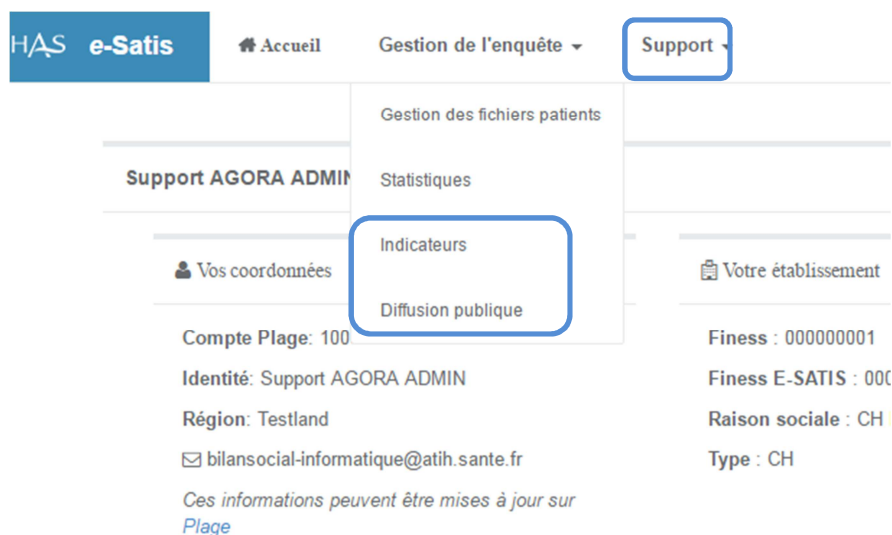 HAS e-Satis Accueil Gestion de l'enquête Support
Gestion des fichiers patients
Statistiques
Indicateurs
Diffusion publique
Support AGORA ADMIN
Vos coordonnées
Compte Plage: 100
Identité: Support AGORA ADMIN
Région: Testland
bilansocial-informatique@atih.sante.fr
Ces informations peuvent être mises à jour sur
Plage
Votre établissement
Finess : 000000001
Finess E-SATIS : 000
Raison sociale : CH
Type : CH